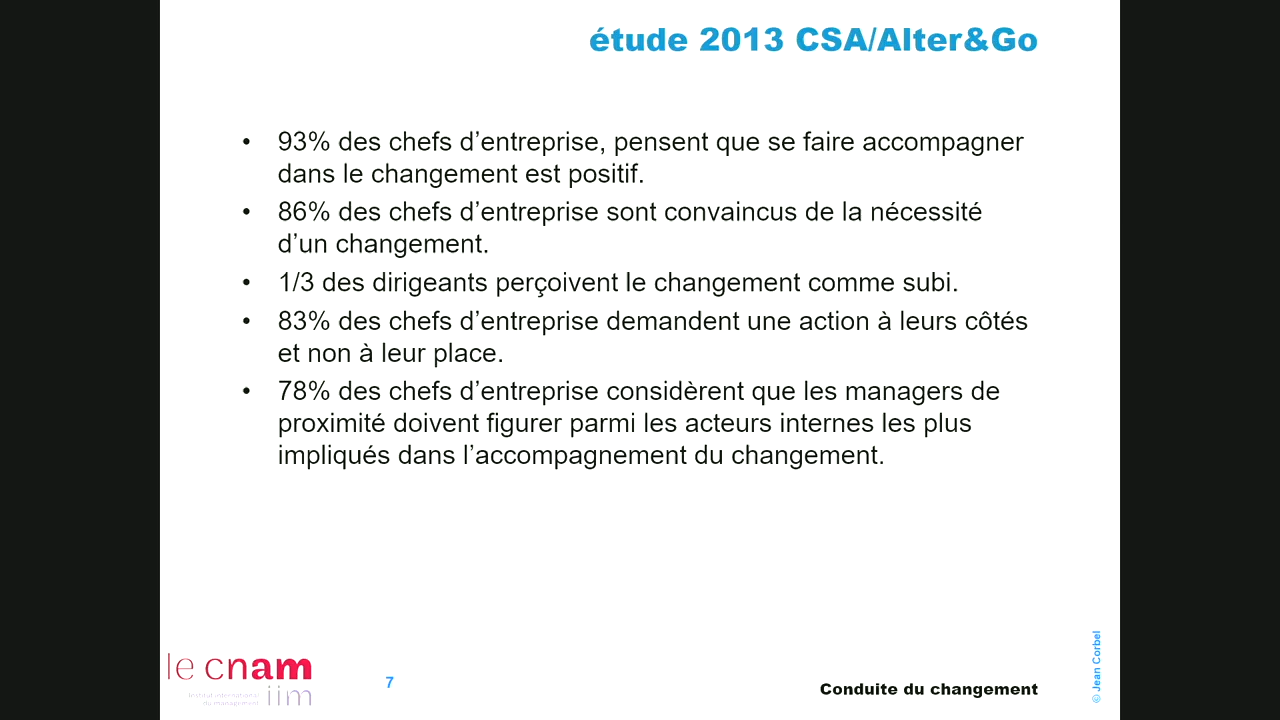 étude 2013 CSA/Alter&Go
• 93% des chefs d’entreprise, pensent que se faire accompagner
dans le changement est positif.
• 86% des chefs d’entreprise sont convaincus de la nécessité
d’un changement.
• 1/3 des dirigeants perçoivent le changement comme subi.
• 83% des chefs d’entreprise demandent une action à leurs côtés
et non à leur place.
• 78% des chefs d’entreprise considèrent que les managers de
proximité doivent figurer parmi les acteurs internes les plus
impliqués dans l’accompagnement du changement.
le cnam
Institut international
du management
iim
7
Conduite du changement
© Jean Corbel